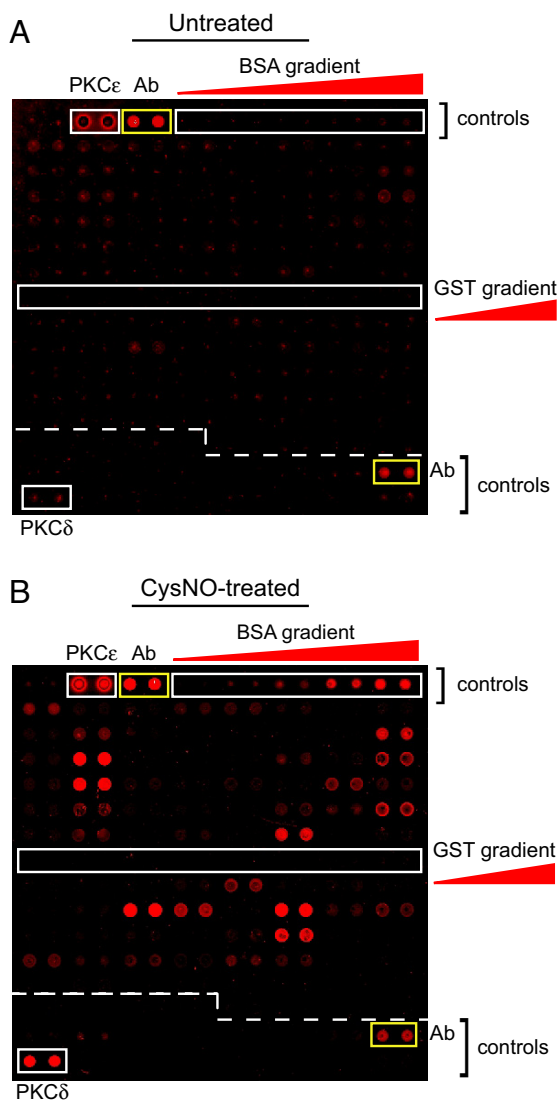 A
Untreated
BSA gradient
PKCε Ab
controls
GST gradient
Ab
controls
PKCδ
B
CysNO-treated
BSA gradient
PKCε Ab
controls
GST gradient
Ab
controls
PKCδ